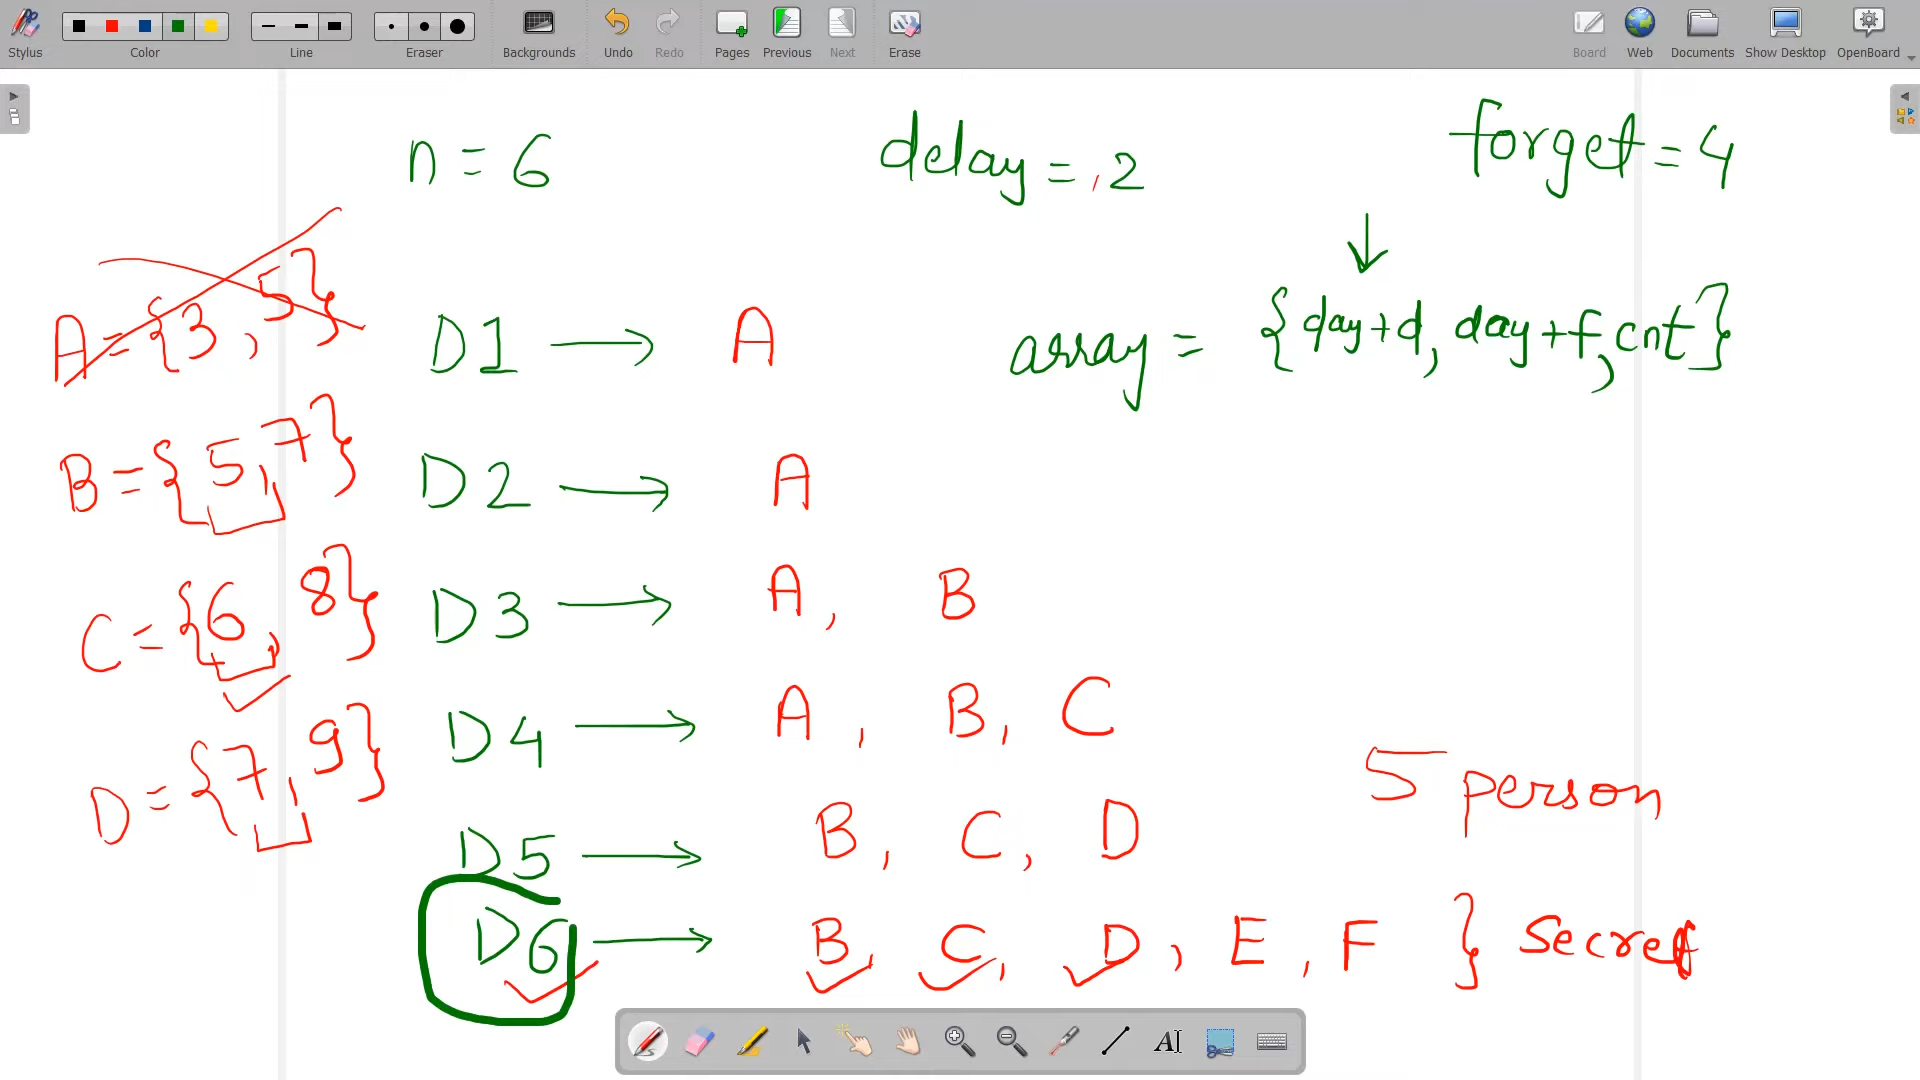 Stylus Color Line Eraser Backgrounds Undo Redo Pages Previous Next Erase Board Web Documents Show Desktop OpenBoard
n = 6 delay = 2 forget = 4
array = {day+d, day+f, cnt}
A = {3, 5}
B = {5, 7}
C = {6, 8}
D = {7, 9}
D1 → A
D2 → A
D3 → A, B
D4 → A, B, C
D5 → B, C, D
D6 → B, C, D, E, F } Secret
5 person
AI